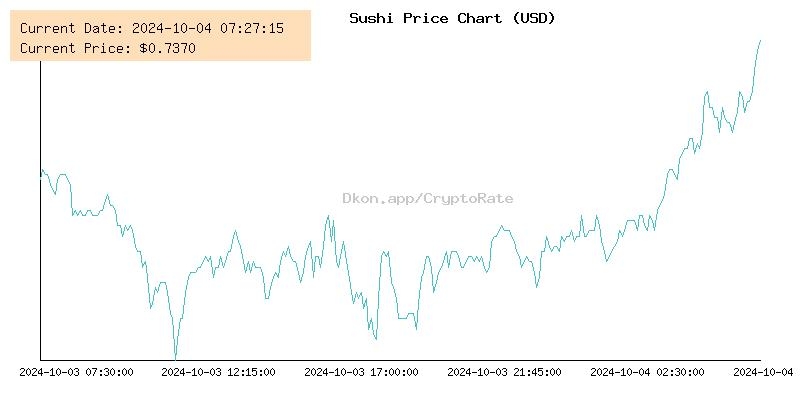 Sushi Price Chart (USD)
Current Date: 2024-10-04 07:27:15
Current Price: $0.7370
Dkon.app/CryptoRate
2024-10-03 07:30:00 2024-10-03 12:15:00 2024-10-03 17:00:00 2024-10-03 21:45:00 2024-10-04 02:30:00 2024-10-04